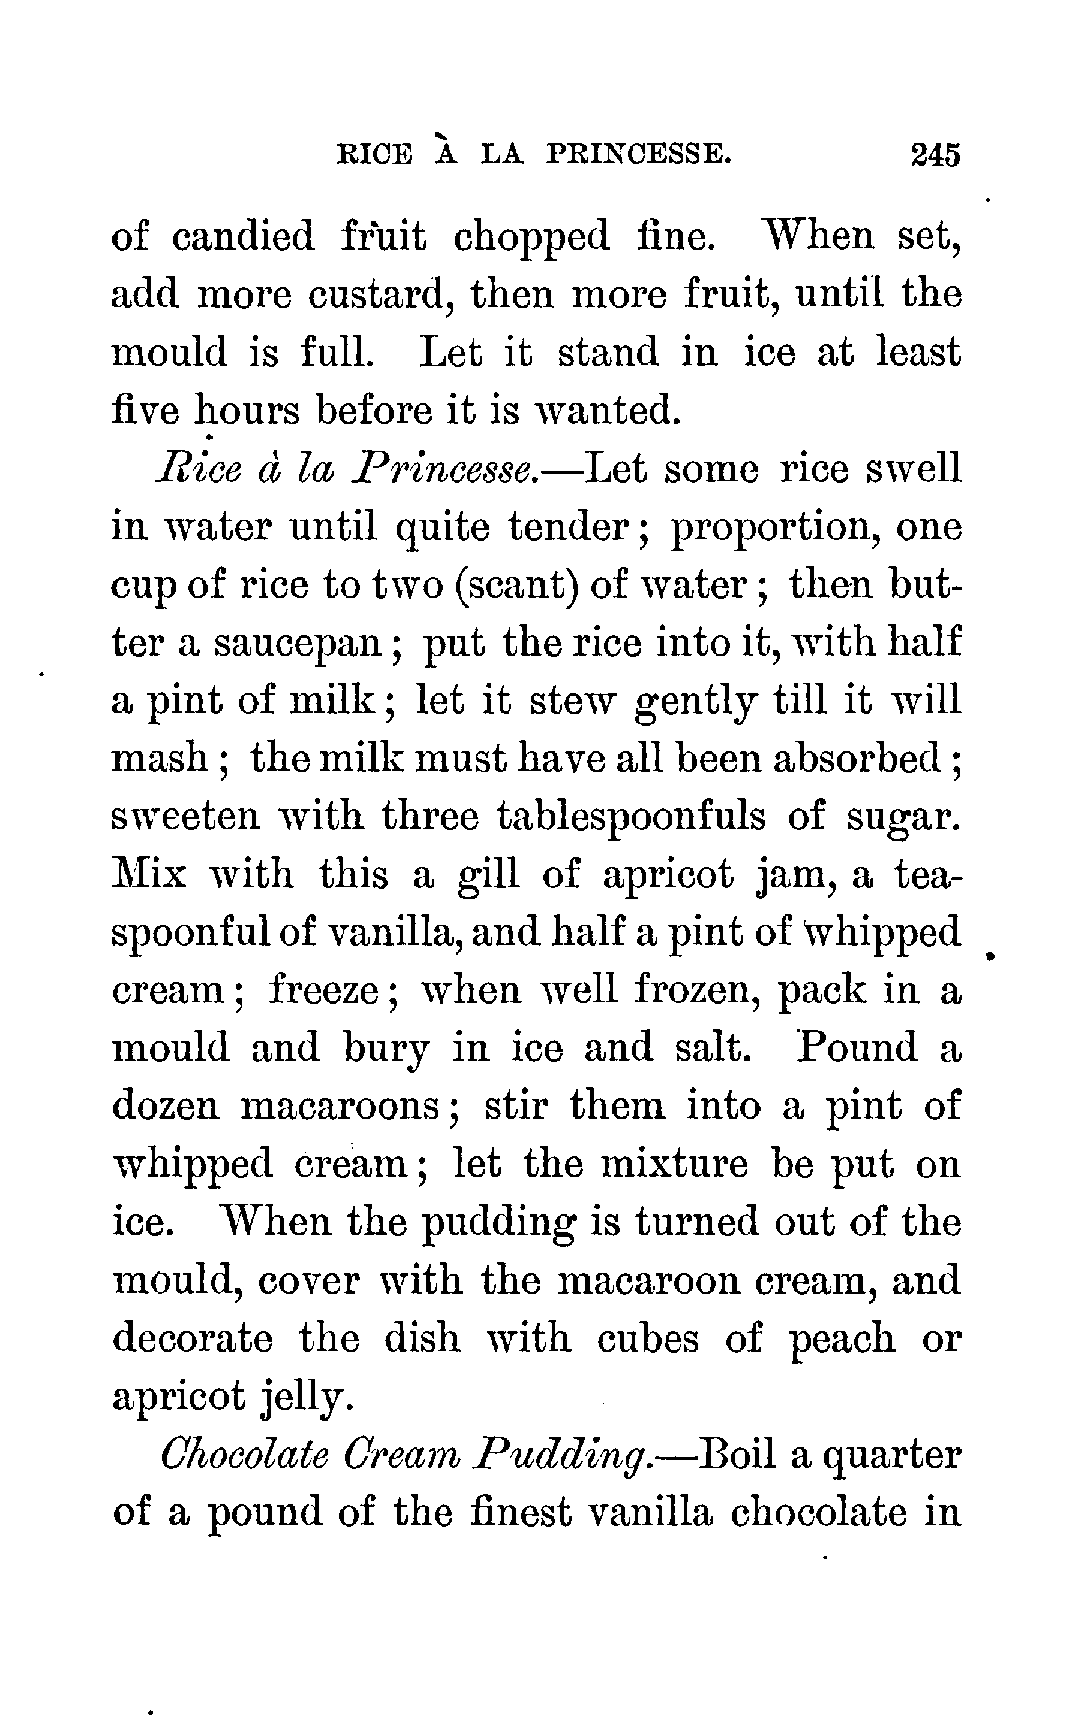 RICE À LA PRINCESSE. 245
of candied fruit chopped fine. When set,
add more custard, then more fruit, until the
mould is full. Let it stand in ice at least
five hours before it is wanted.
Rice à la Princesse.—Let some rice swell
in water until quite tender; proportion, one
cup of rice to two (scant) of water; then but-
ter a saucepan; put the rice into it, with half
a pint of milk; let it stew gently till it will
mash; the milk must have all been absorbed;
sweeten with three tablespoonfuls of sugar.
Mix with this a gill of apricot jam, a tea-
spoonful of vanilla, and half a pint of whipped
cream; freeze; when well frozen, pack in a
mould and bury in ice and salt. Pound a
dozen macaroons; stir them into a pint of
whipped cream; let the mixture be put on
ice. When the pudding is turned out of the
mould, cover with the macaroon cream, and
decorate the dish with cubes of peach or
apricot jelly.
Chocolate Cream Pudding.—Boil a quarter
of a pound of the finest vanilla chocolate in